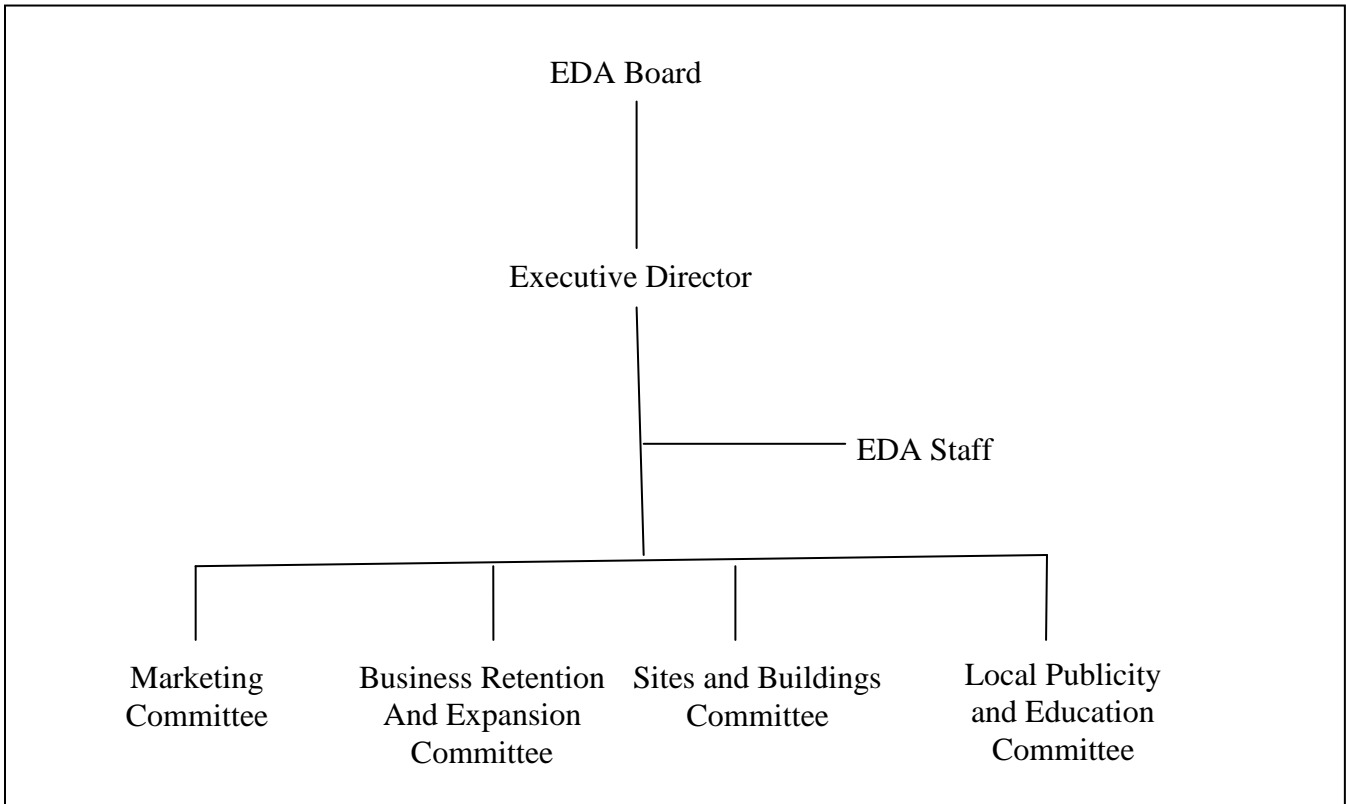 EDA Board
Executive Director
EDA Staff
Marketing
Committee
Business Retention
And Expansion
Committee
Sites and Buildings
Committee
Local Publicity
and Education
Committee